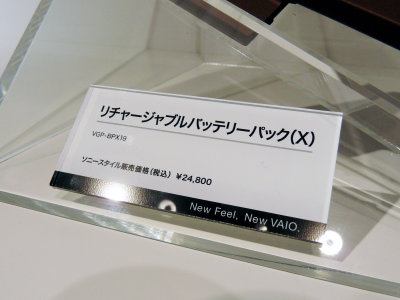 リチャージャブルバッテリーパック(X)
VGP-BPX19
ソニースタイル販売価格(税込) ¥24,800
New Feel. New VAIO.